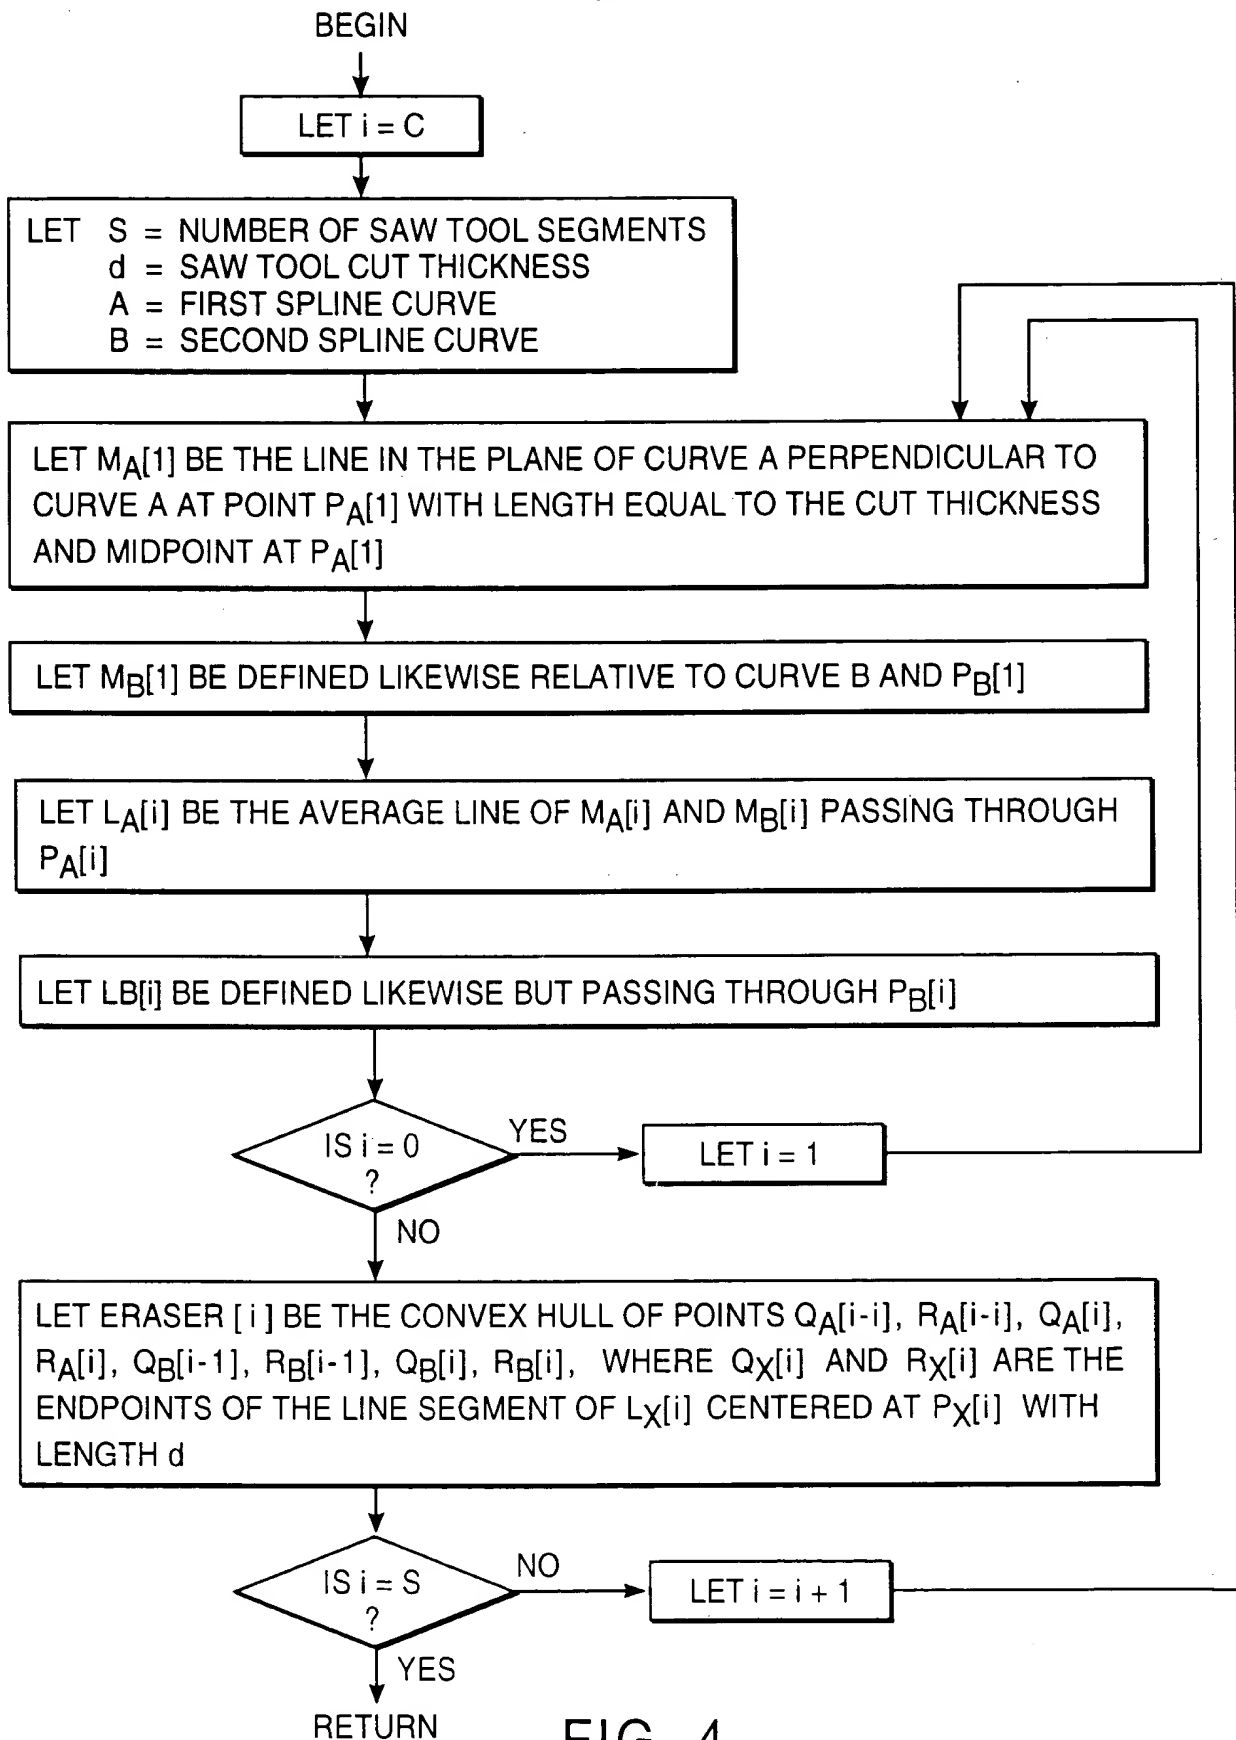 BEGIN
LET i = C
LET S = NUMBER OF SAW TOOL SEGMENTS
d = SAW TOOL CUT THICKNESS
A = FIRST SPLINE CURVE
B = SECOND SPLINE CURVE
LET MA[1] BE THE LINE IN THE PLANE OF CURVE A PERPENDICULAR TO
CURVE A AT POINT PA[1] WITH LENGTH EQUAL TO THE CUT THICKNESS
AND MIDPOINT AT PA[1]
LET MB[1] BE DEFINED LIKEWISE RELATIVE TO CURVE B AND PB[1]
LET LA[i] BE THE AVERAGE LINE OF MA[i] AND MB[i] PASSING THROUGH
PA[i]
LET LB[i] BE DEFINED LIKEWISE BUT PASSING THROUGH PB[i]
IS i = 0
?
YES
LET i = 1
NO
LET ERASER [ i ] BE THE CONVEX HULL OF POINTS QA[i-i], RA[i-i], QA[i],
RA[i], QB[i-1], RB[i-1], QB[i], RB[i], WHERE QX[i] AND RX[i] ARE THE
ENDPOINTS OF THE LINE SEGMENT OF LX[i] CENTERED AT PX[i] WITH
LENGTH d
IS i = S
?
NO
LET i = i + 1
YES
RETURN
FIG. 4